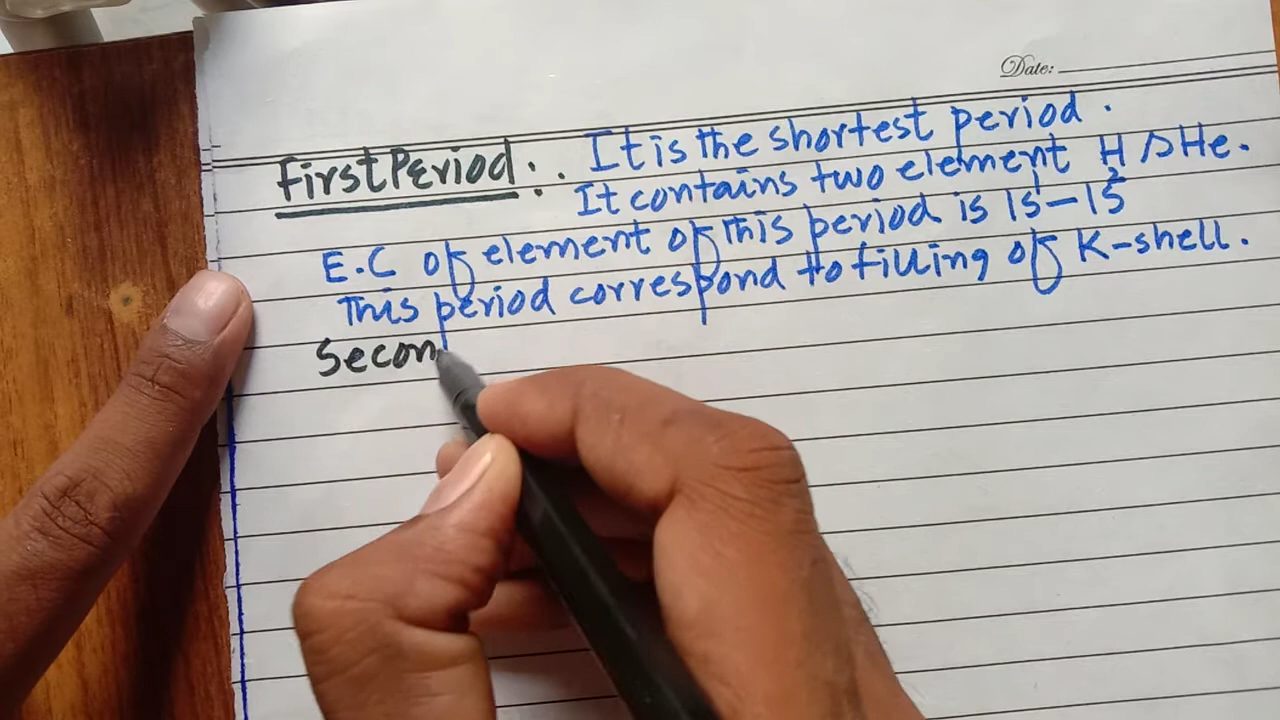 Date:
First Period : . It is the shortest period .
It contains two element H & He.
E.C of element of this period is 1s¹-1s²
This period correspond to filling of K-shell.
Secon